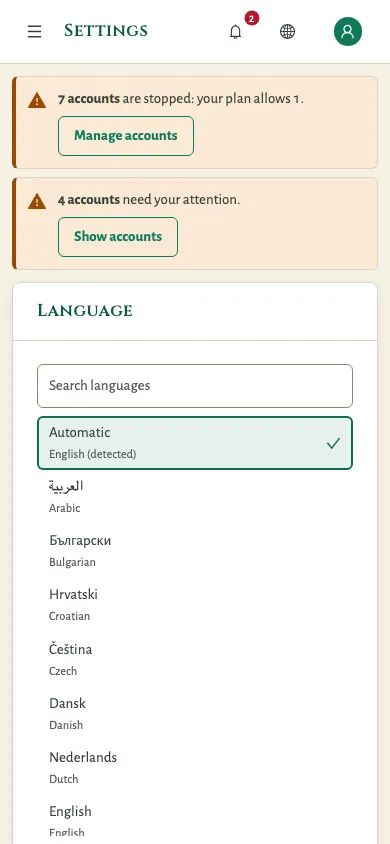 Settings
2
7 accounts are stopped: your plan allows 1.
Manage accounts
4 accounts need your attention.
Show accounts
Language
Search languages
Automatic
English (detected)
العربية
Arabic
Български
Bulgarian
Hrvatski
Croatian
Čeština
Czech
Dansk
Danish
Nederlands
Dutch
English
English